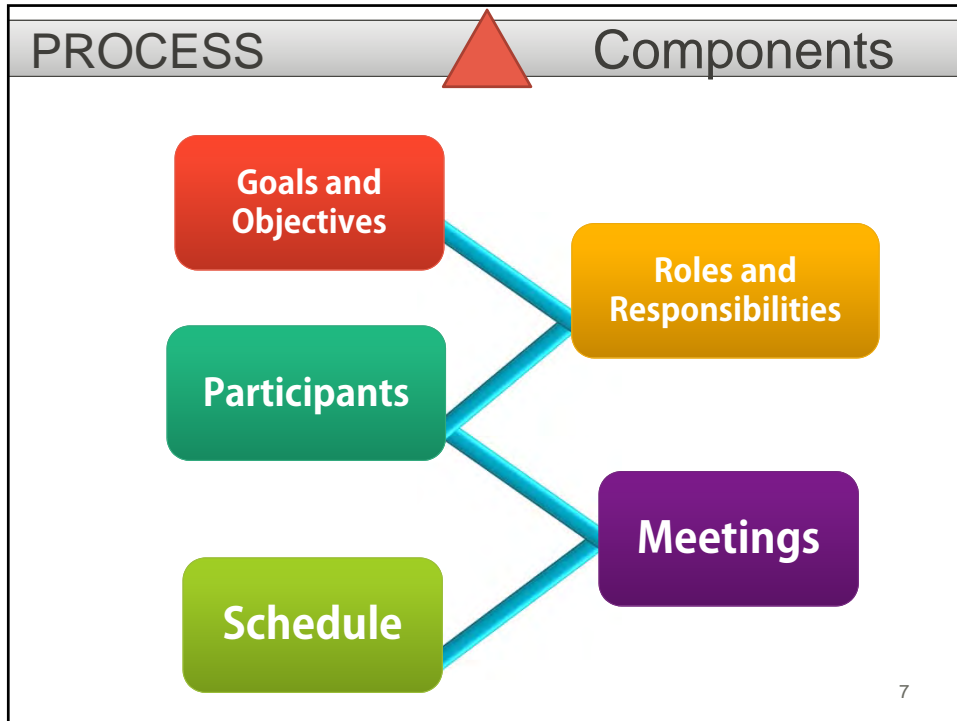 PROCESS Components
Goals and
Objectives
Roles and
Responsibilities
Participants
Meetings
Schedule
7